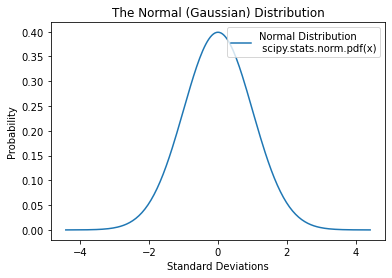 The Normal (Gaussian) Distribution
Normal Distribution
scipy.stats.norm.pdf(x)
Probability
0.40
0.35
0.30
0.25
0.20
0.15
0.10
0.05
0.00
−4
−2
0
2
4
Standard Deviations